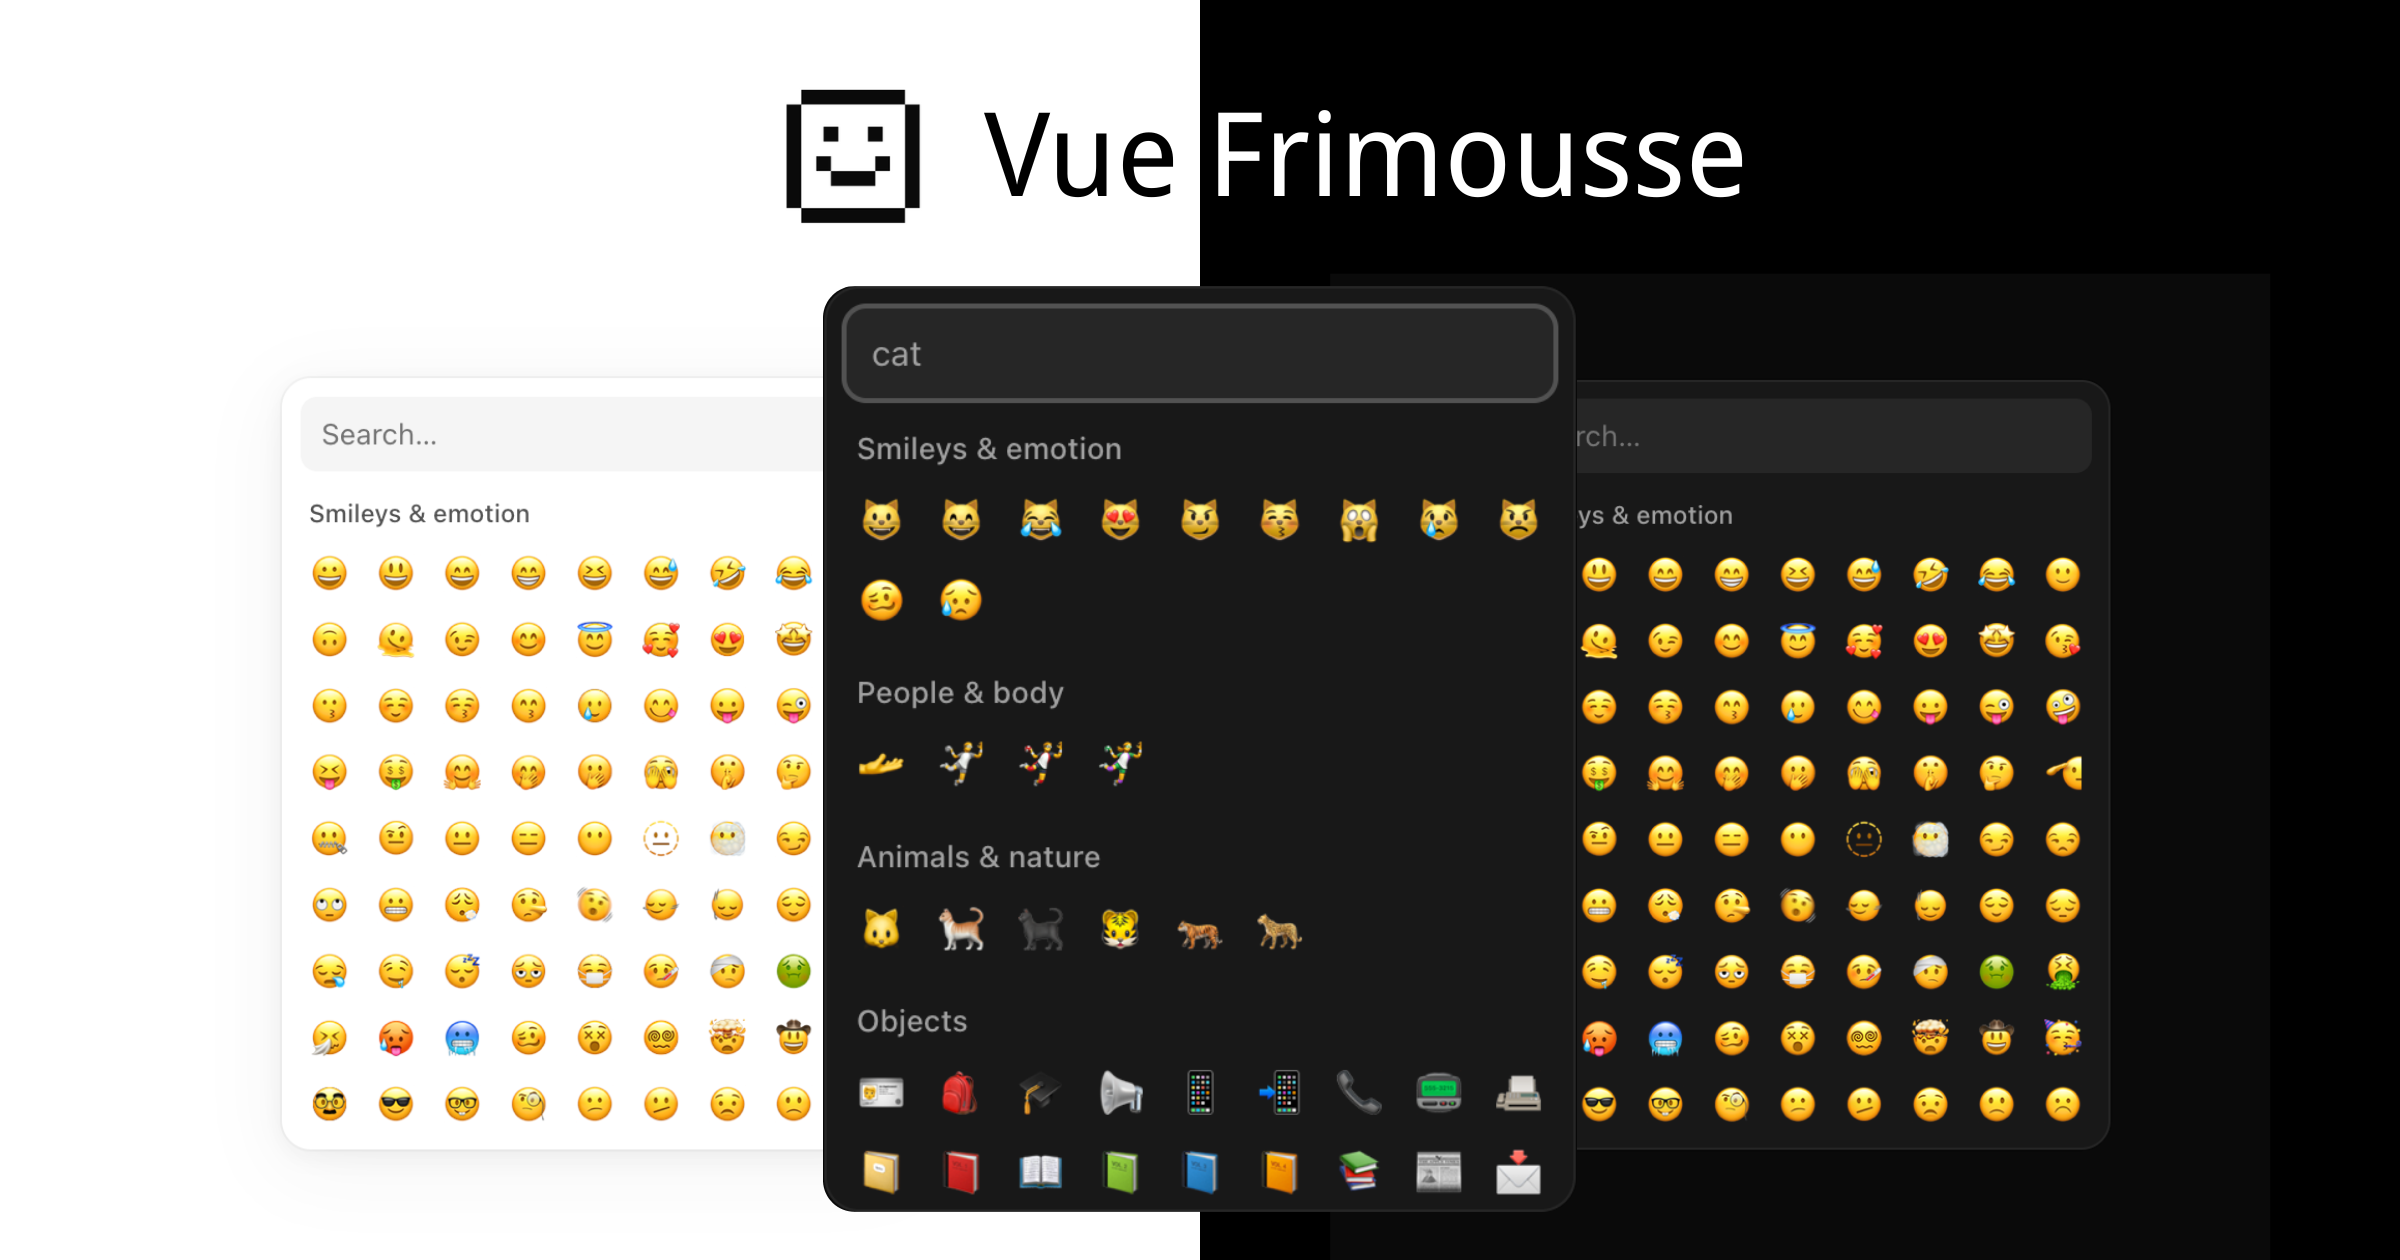 Vue Frimousse
cat
Smileys & emotion
People & body
Animals & nature
Objects
Search...
Smileys & emotion
rch...
ys & emotion